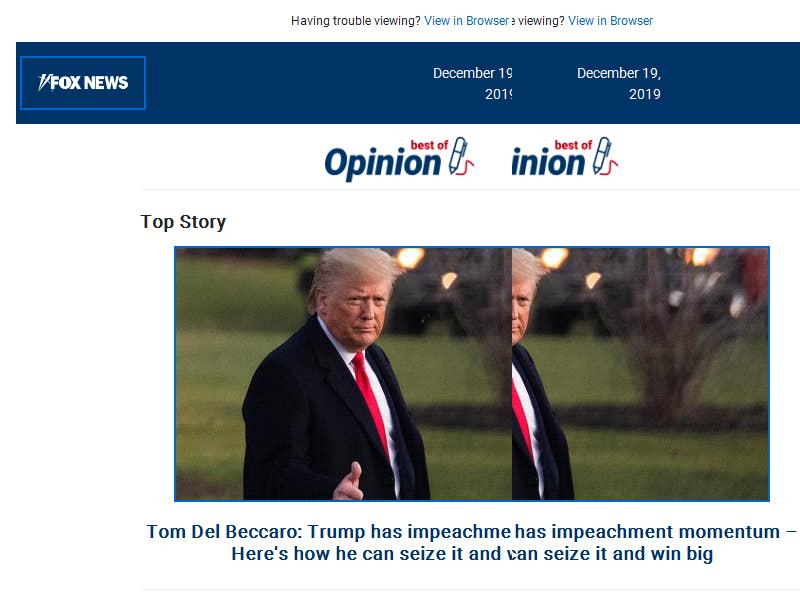 Having trouble viewing? View in Browser e viewing? View in Browser
FOX NEWS
December 19 December 19,
2019 2019
best of best of
Opinion inion
Top Story
Tom Del Beccaro: Trump has impeachme has impeachment momentum –
Here's how he can seize it and can seize it and win big